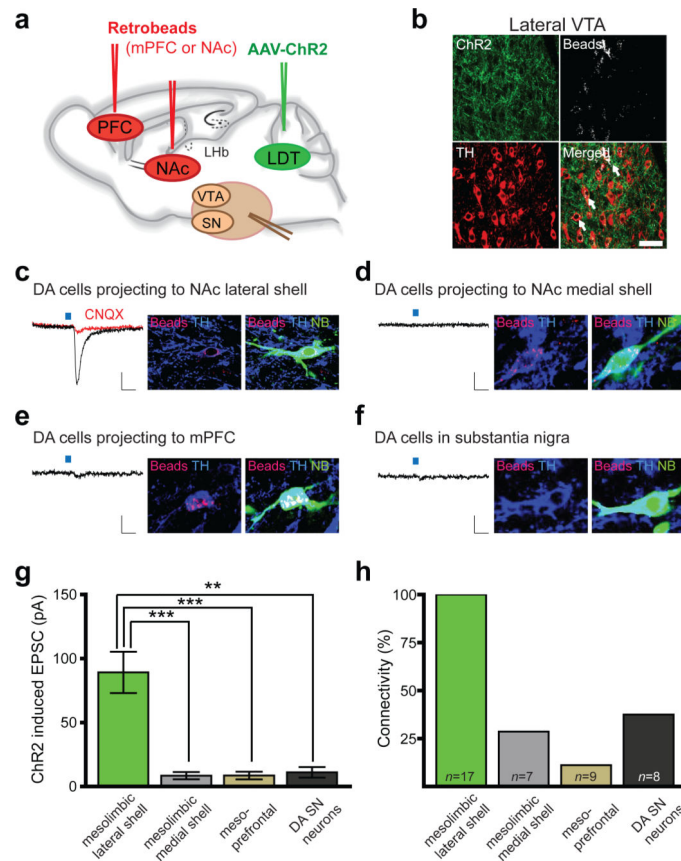 a
Retrobeads
(mPFC or NAc)
AAV-ChR2
PFC
NAc
LHb
LDT
VTA
SN
b
Lateral VTA
ChR2
Beads
TH
Merged
c
DA cells projecting to NAc lateral shell
CNQX
Beads TH
Beads TH NB
d
DA cells projecting to NAc medial shell
Beads TH
Beads TH NB
e
DA cells projecting to mPFC
Beads TH
Beads TH NB
f
DA cells in substantia nigra
Beads TH
Beads TH NB
g
ChR2 induced EPSC (pA)
150
100
50
0
**
***
***
mesolimbic
lateral shell
mesolimbic
medial shell
meso-
prefrontal
DA SN
neurons
h
Connectivity (%)
100
75
50
25
n=17
n=7
n=9
n=8
mesolimbic
lateral shell
mesolimbic
medial shell
meso-
prefrontal
DA SN
neurons